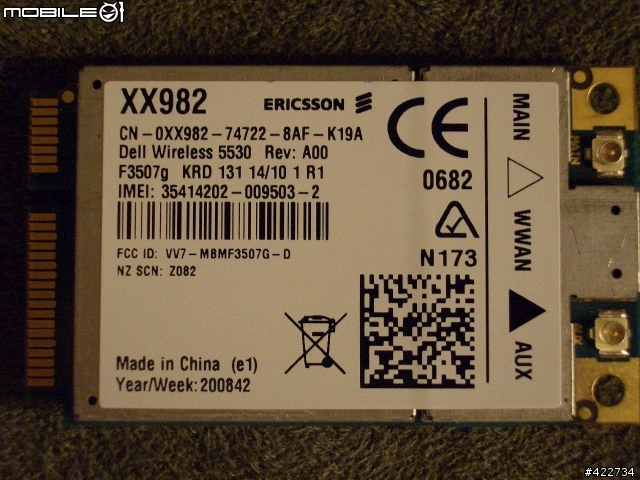 MOBILE01
XX982
ERICSSON
CN-0XX982-74722-8AF-K19A
Dell Wireless 5530 Rev: A00
F3507g KRD 131 14/10 1 R1
IMEI: 35414202-009503-2
FCC ID: VV7-MBMF3507G-D
NZ SCN: Z082
Made in China (e1)
Year/Week: 200842
CE
0682
N173
MAIN
WWAN
AUX
#422734